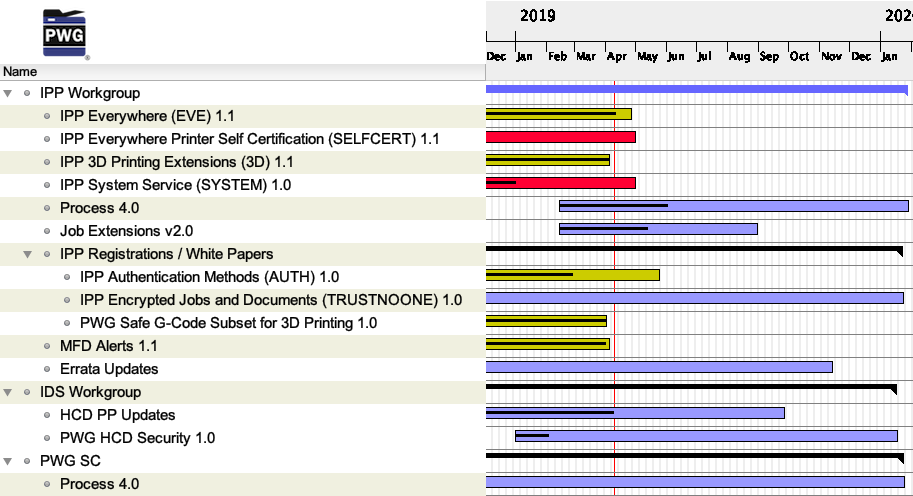 PWG
®
2019
202
Dec Jan Feb Mar Apr May Jun Jul Aug Sep Oct Nov Dec Jan
Name
IPP Workgroup
IPP Everywhere (EVE) 1.1
IPP Everywhere Printer Self Certification (SELFCERT) 1.1
IPP 3D Printing Extensions (3D) 1.1
IPP System Service (SYSTEM) 1.0
Process 4.0
Job Extensions v2.0
IPP Registrations / White Papers
IPP Authentication Methods (AUTH) 1.0
IPP Encrypted Jobs and Documents (TRUSTNOONE) 1.0
PWG Safe G-Code Subset for 3D Printing 1.0
MFD Alerts 1.1
Errata Updates
IDS Workgroup
HCD PP Updates
PWG HCD Security 1.0
PWG SC
Process 4.0